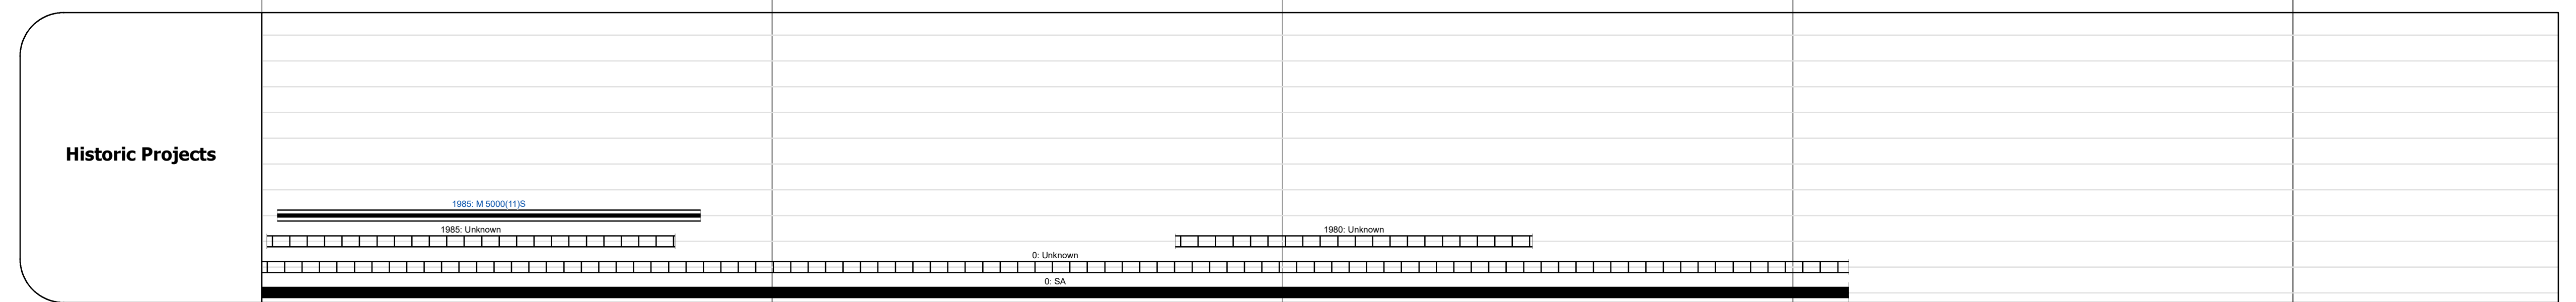 Historic Projects
1985: M 5000(11)S
1985: Unknown
1980: Unknown
0: Unknown
0: SA